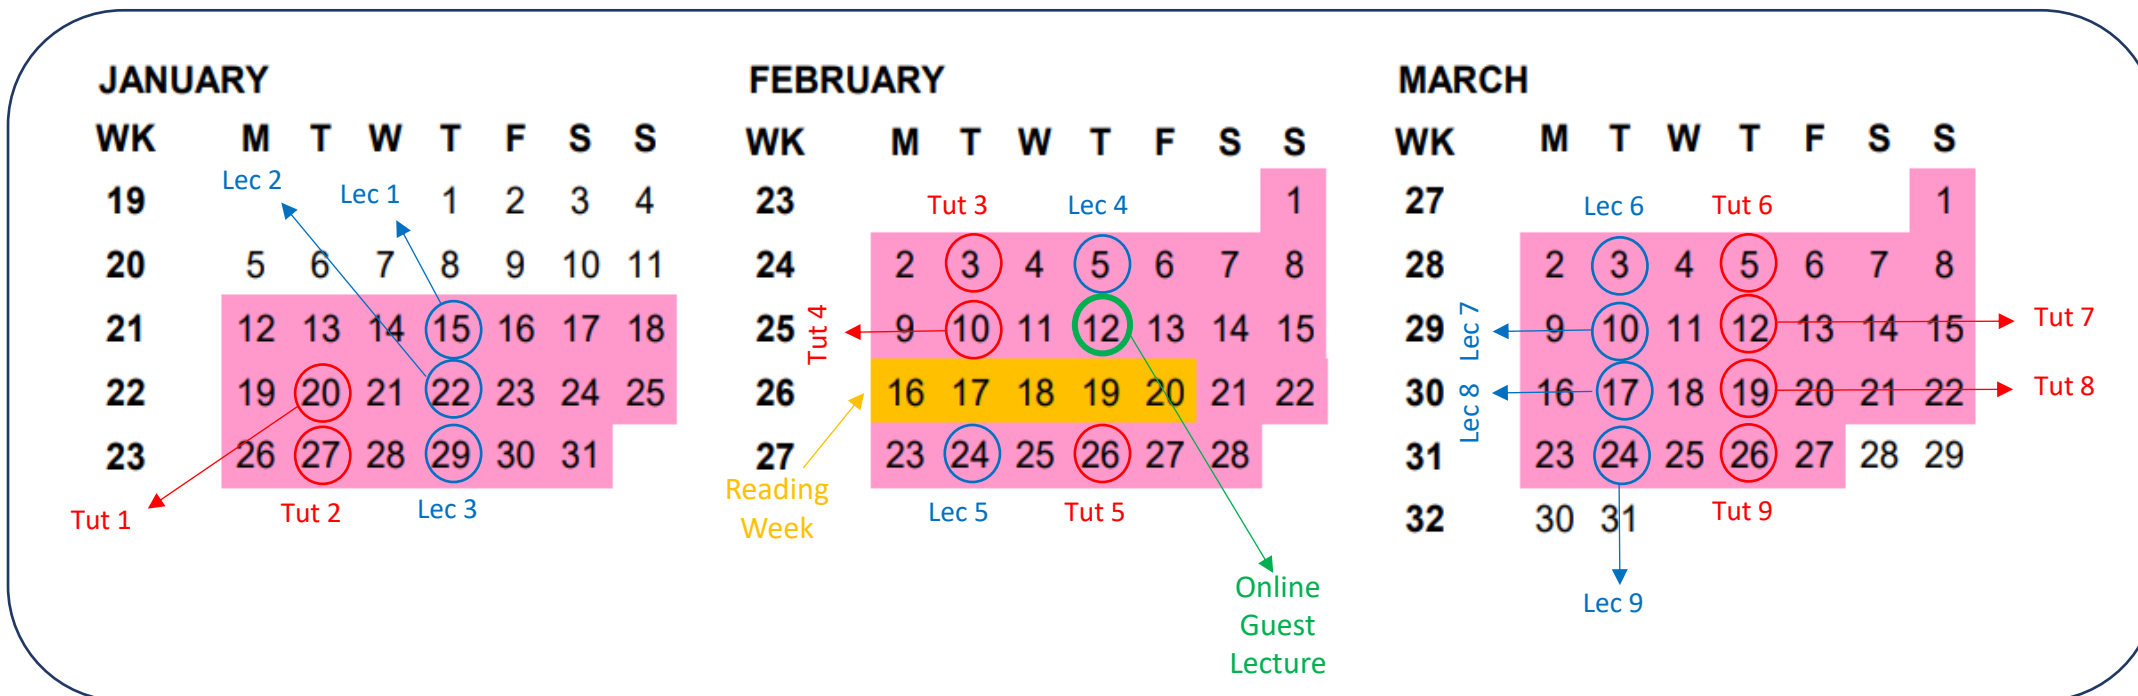 JANUARY
WK M T W T F S S
Lec 2
Lec 1
19 1 2 3 4
20 5 6 7 8 9 10 11
21 12 13 14 15 16 17 18
22 19 20 21 22 23 24 25
23 26 27 28 29 30 31
Tut 1
Tut 2
Lec 3
FEBRUARY
WK M T W T F S S
23 1
Tut 3
Lec 4
24 2 3 4 5 6 7 8
Tut 4
25 9 10 11 12 13 14 15
26 16 17 18 19 20 21 22
27 23 24 25 26 27 28
Reading
Week
Lec 5
Tut 5
Online
Guest
Lecture
MARCH
WK M T W T F S S
27 1
Lec 6
Tut 6
28 2 3 4 5 6 7 8
Lec 7
29 9 10 11 12 13 14 15
Tut 7
Lec 8
30 16 17 18 19 20 21 22
Tut 8
31 23 24 25 26 27 28 29
Tut 9
32 30 31
Lec 9